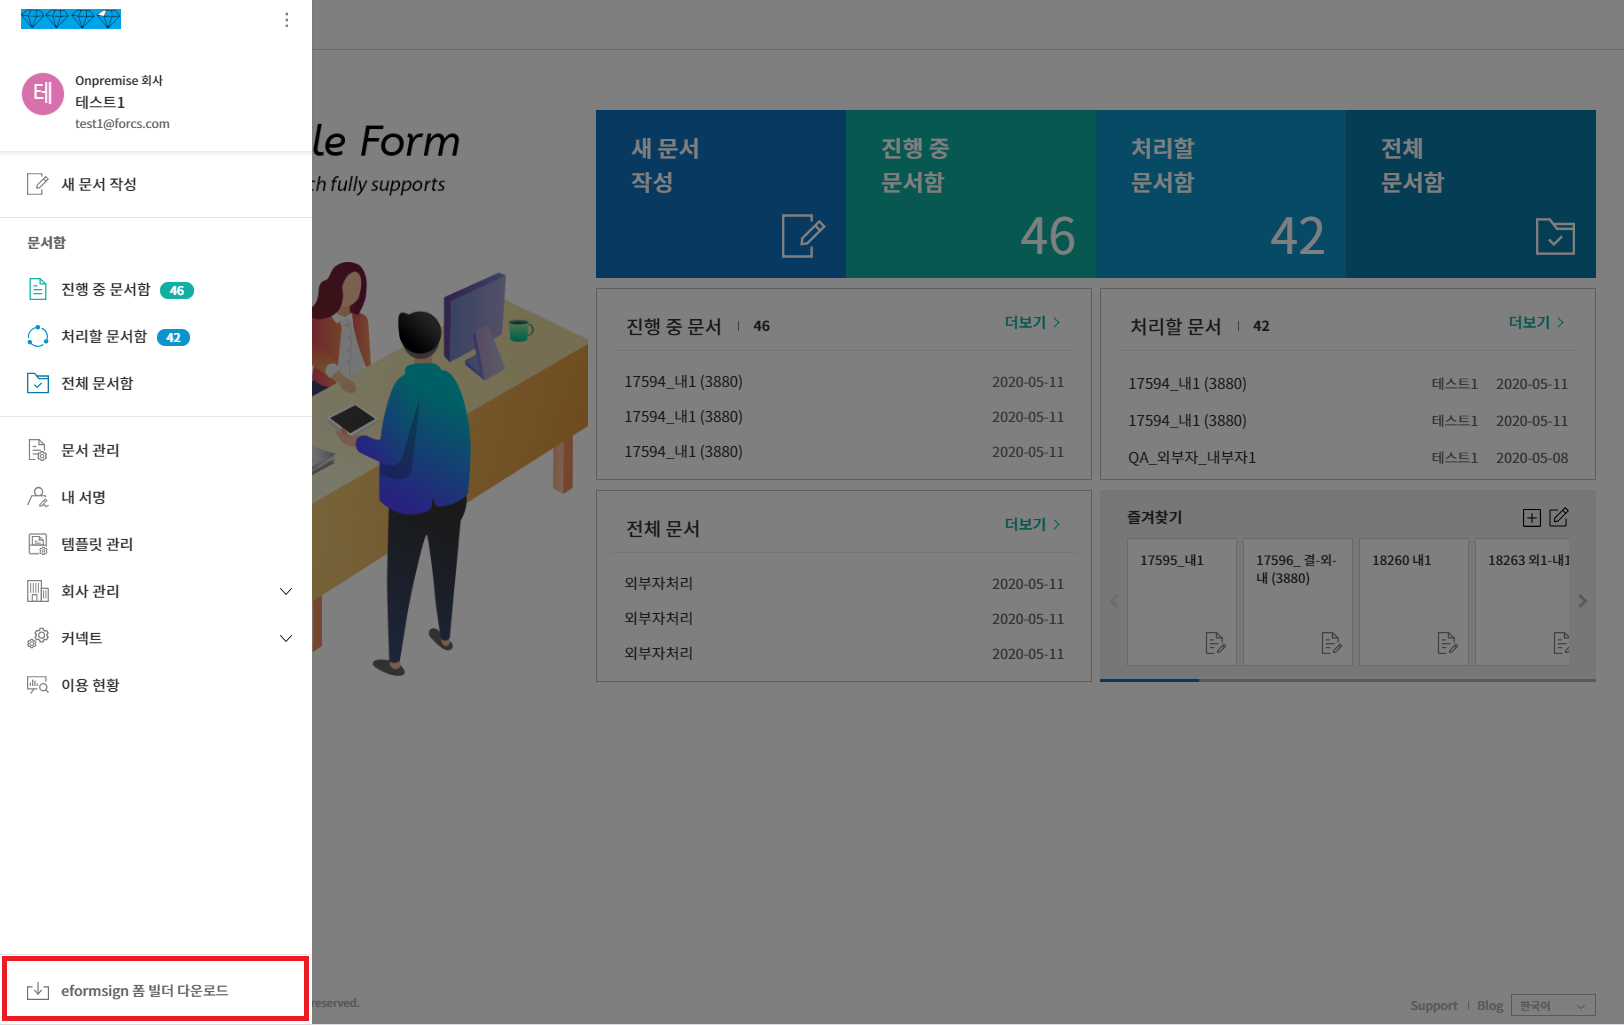 Onpremise 회사
테
테스트1
test1@forcs.com
새 문서 작성
문서함
진행 중 문서함 46
처리할 문서함 42
전체 문서함
문서 관리
내 서명
템플릿 관리
회사 관리
커넥트
이용 현황
eformsign 폼 빌더 다운로드
le Form
ch fully supports
새 문서
작성
진행 중
문서함
46
처리할
문서함
42
전체
문서함
진행 중 문서 46 더보기
17594_내1 (3880) 2020-05-11
17594_내1 (3880) 2020-05-11
17594_내1 (3880) 2020-05-11
처리할 문서 42 더보기
17594_내1 (3880) 테스트1 2020-05-11
17594_내1 (3880) 테스트1 2020-05-11
QA_외부자_내부자1 테스트1 2020-05-08
전체 문서 더보기
외부자처리 2020-05-11
외부자처리 2020-05-11
외부자처리 2020-05-11
즐겨찾기
17595_내1
17596_ 결-외-
내 (3880)
18260 내1
18263 외1-내1
reserved.
Support Blog 한국어